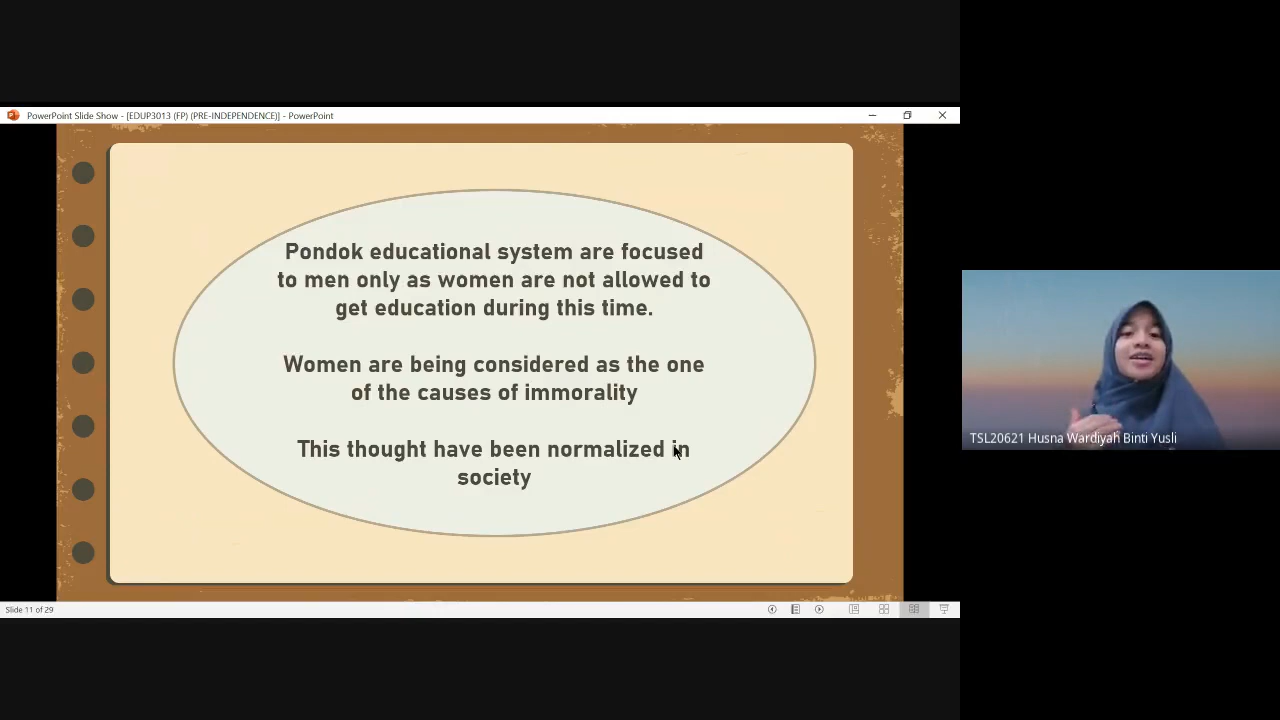 PowerPoint Slide Show - [EDUP3013 (FP) (PRE-INDEPENDENCE)] - PowerPoint
Pondok educational system are focused
to men only as women are not allowed to
get education during this time.
Women are being considered as the one
of the causes of immorality
This thought have been normalized in
society
TSL20621 Husna Wardiyah Binti Yusli
Slide 11 of 29